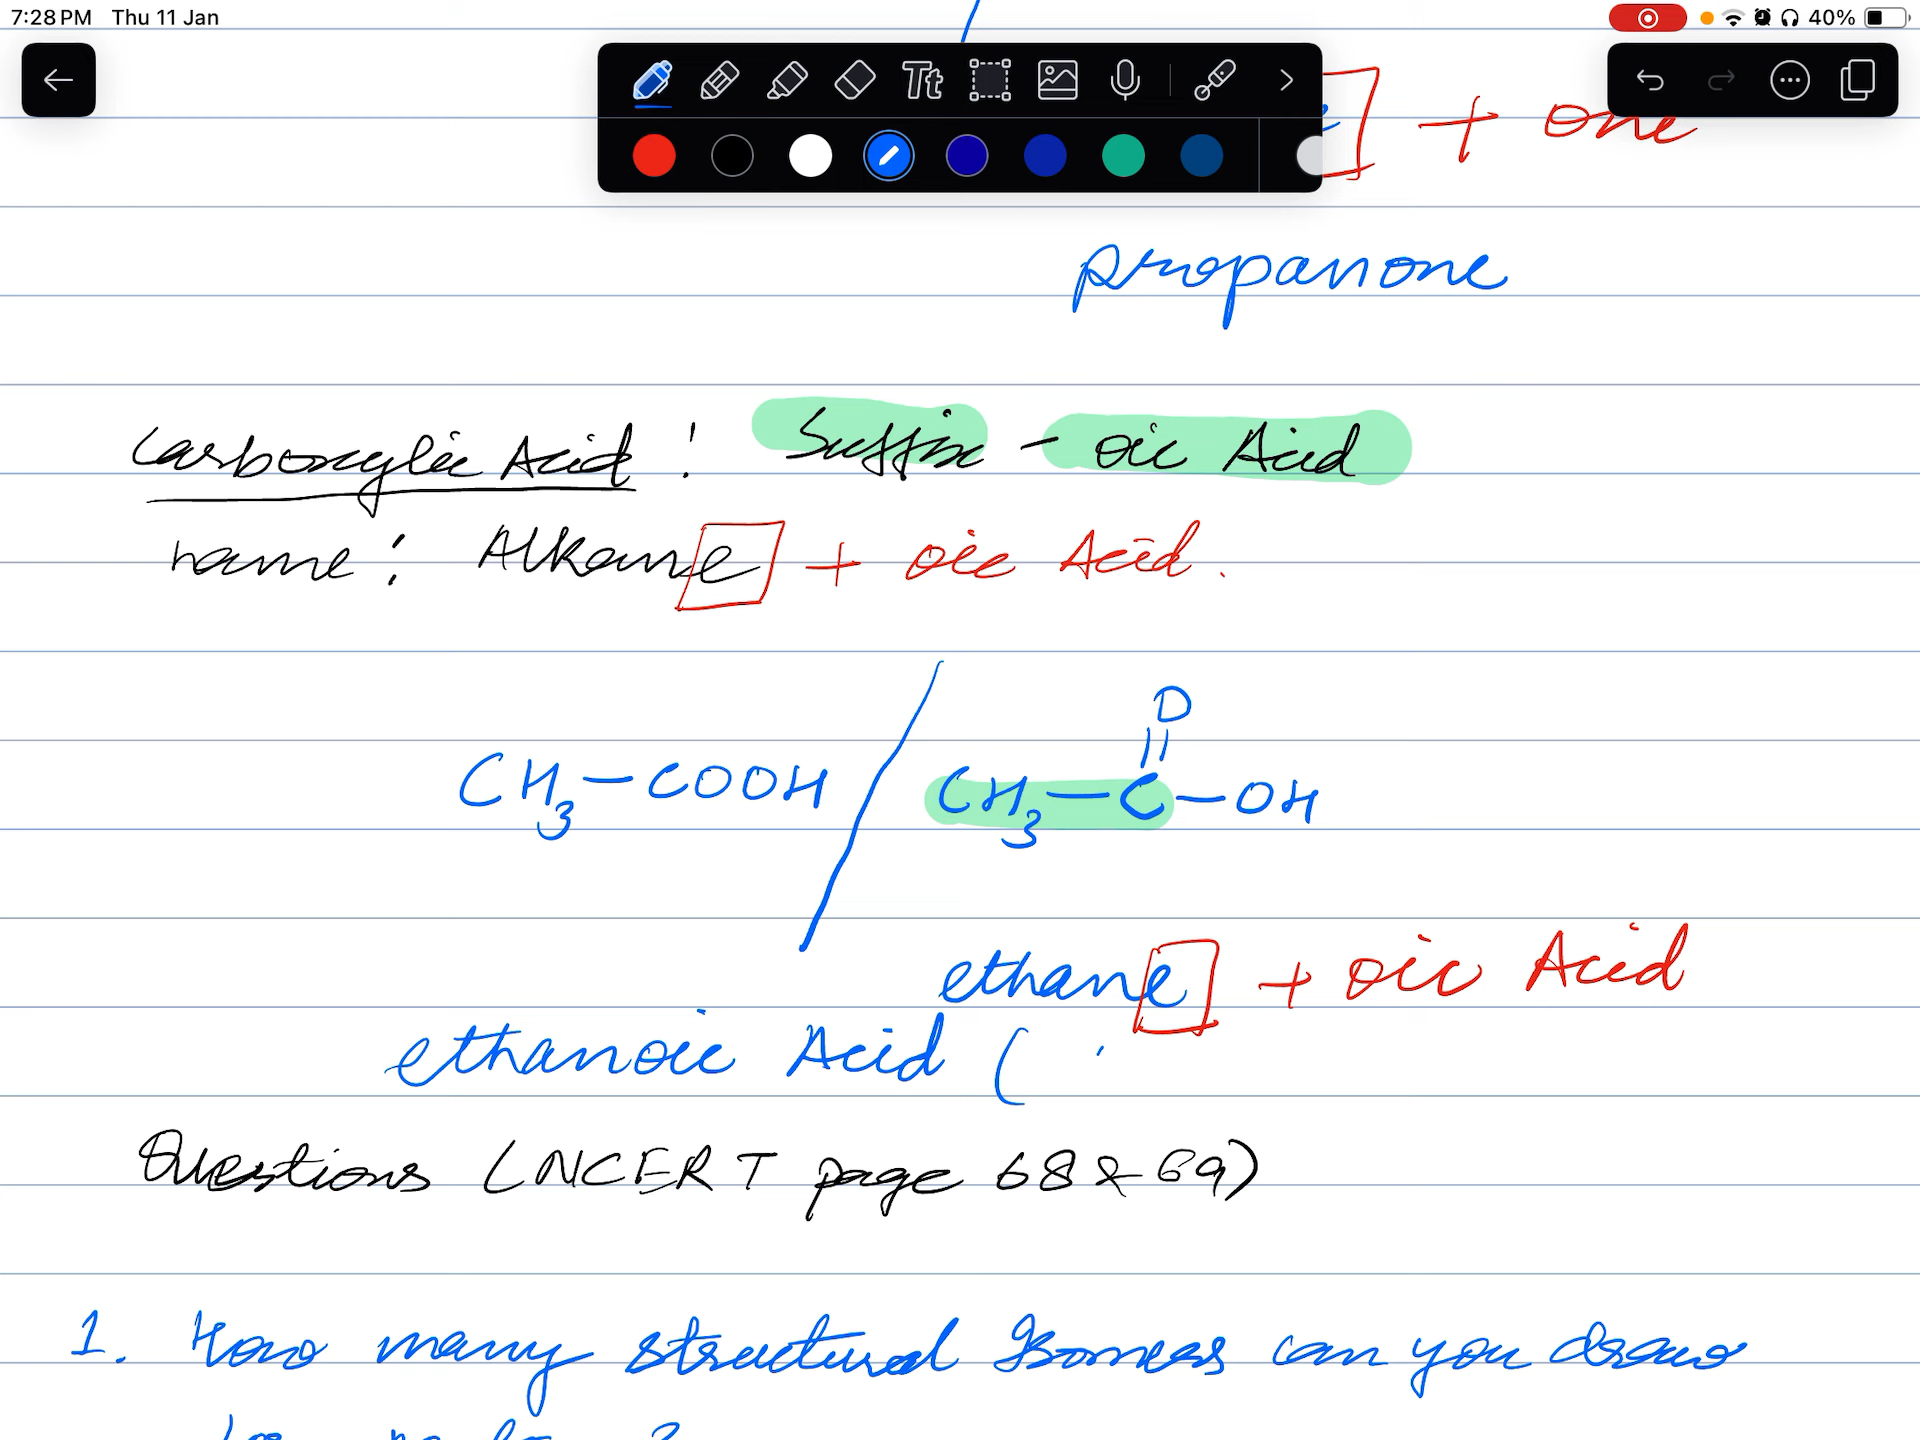 7:28 PM Thu 11 Jan
40%
Tt
+ one
propanone
Carboxylic Acid : Suffix - oic Acid
name : Alkane + oic Acid.
O
CH3-COOH / CH3-C-OH
ethane + oic Acid
ethanoic Acid (
Questions (NCERT page 68 & 69)
1. How many structural Isomers can you draw